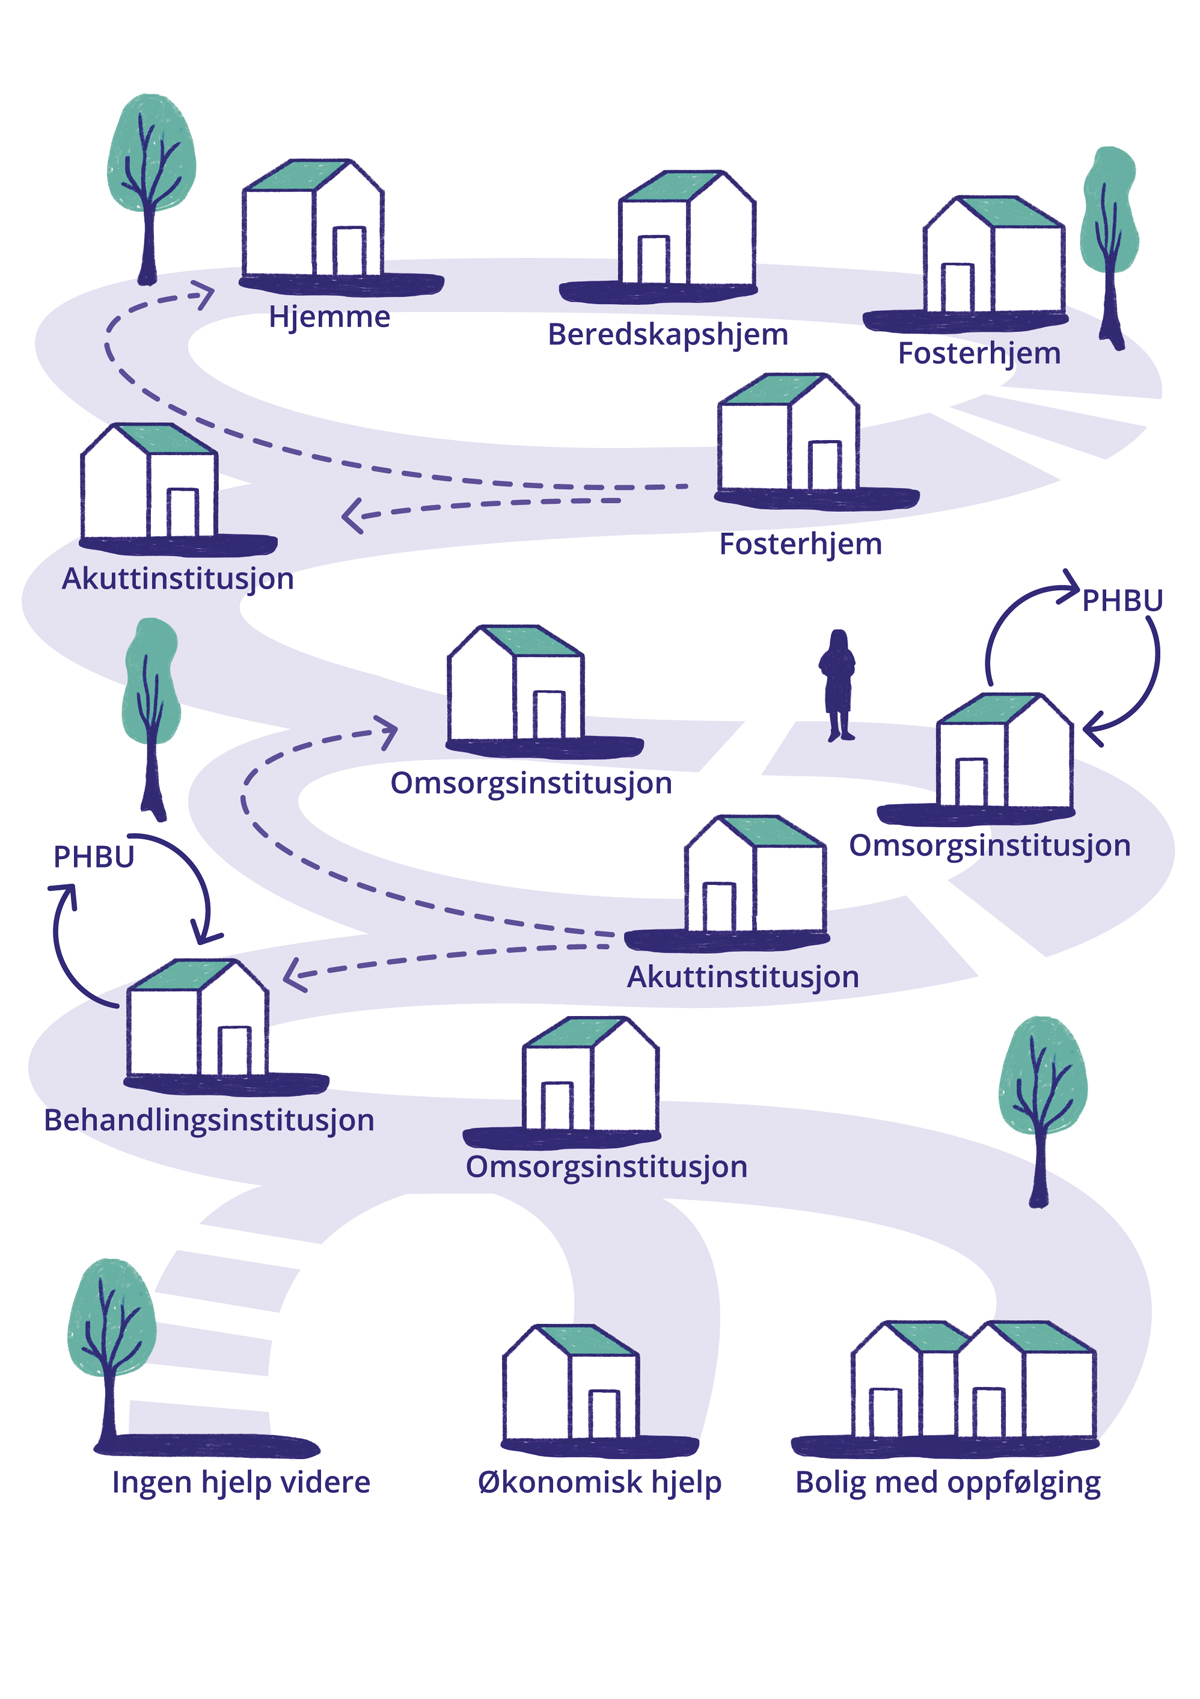 Hjemme
Beredskapshjem
Fosterhjem
Fosterhjem
Akuttinstitusjon
PHBU
Omsorgsinstitusjon
Omsorgsinstitusjon
PHBU
Akuttinstitusjon
Behandlingsinstitusjon
Omsorgsinstitusjon
Ingen hjelp videre
Økonomisk hjelp
Bolig med oppfølging